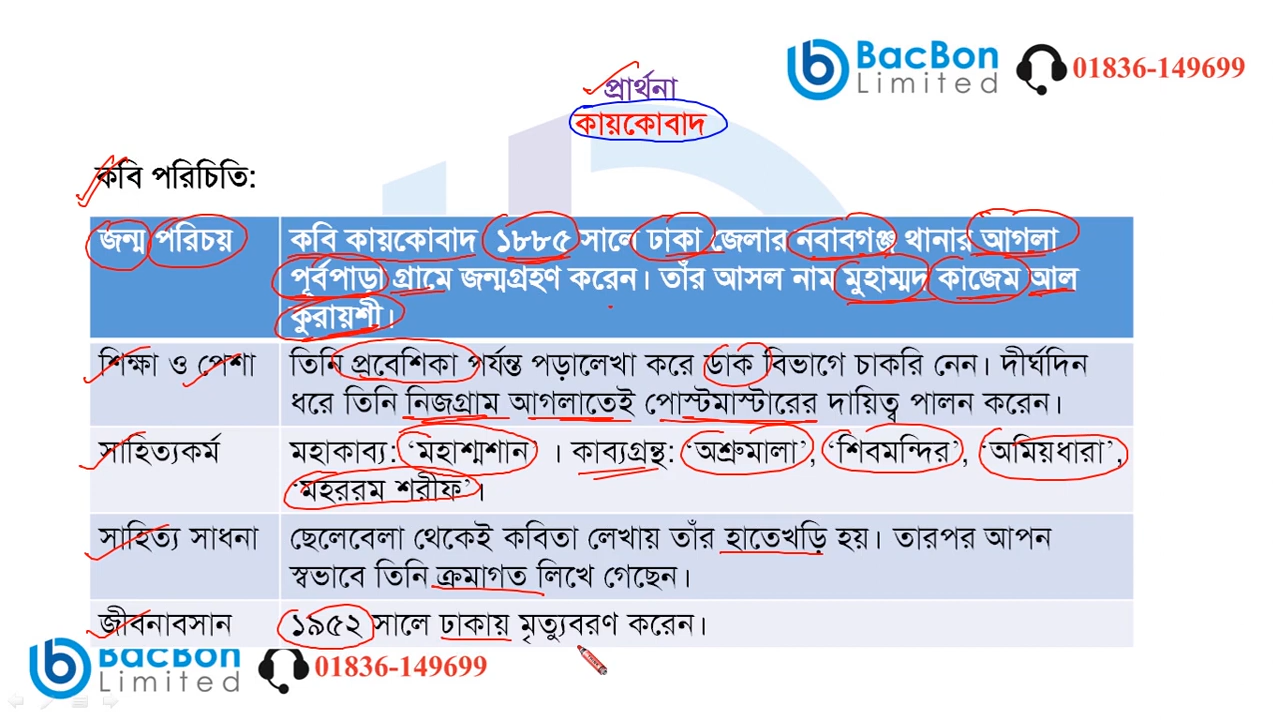 BacBon
Limited
01836-149699
প্রার্থনা
কায়কোবাদ
কবি পরিচিতি:
জন্ম পরিচয়
কবি কায়কোবাদ ১৮৮৫ সালে ঢাকা জেলার নবাবগঞ্জ থানার আগলা
পূর্বপাড়া গ্রামে জন্মগ্রহণ করেন। তাঁর আসল নাম মুহাম্মদ কাজেম আল
কুরায়শী।
শিক্ষা ও পেশা
তিনি প্রবেশিকা পর্যন্ত পড়ালেখা করে ডাক বিভাগে চাকরি নেন। দীর্ঘদিন
ধরে তিনি নিজগ্রাম আগলাতেই পোস্টমাস্টারের দায়িত্ব পালন করেন।
সাহিত্যকর্ম
মহাকাব্য: ‘মহাশ্মশান’ । কাব্যগ্রন্থ: ‘অশ্রুমালা’, ‘শিবমন্দির’, ‘অমিয়ধারা’,
‘মহররম শরীফ’।
সাহিত্য সাধনা
ছেলেবেলা থেকেই কবিতা লেখায় তাঁর হাতেখড়ি হয়। তারপর আপন
স্বভাবে তিনি ক্রমাগত লিখে গেছেন।
জীবনাবসান
১৯৫২ সালে ঢাকায় মৃত্যুবরণ করেন।
BacBon
Limited
01836-149699